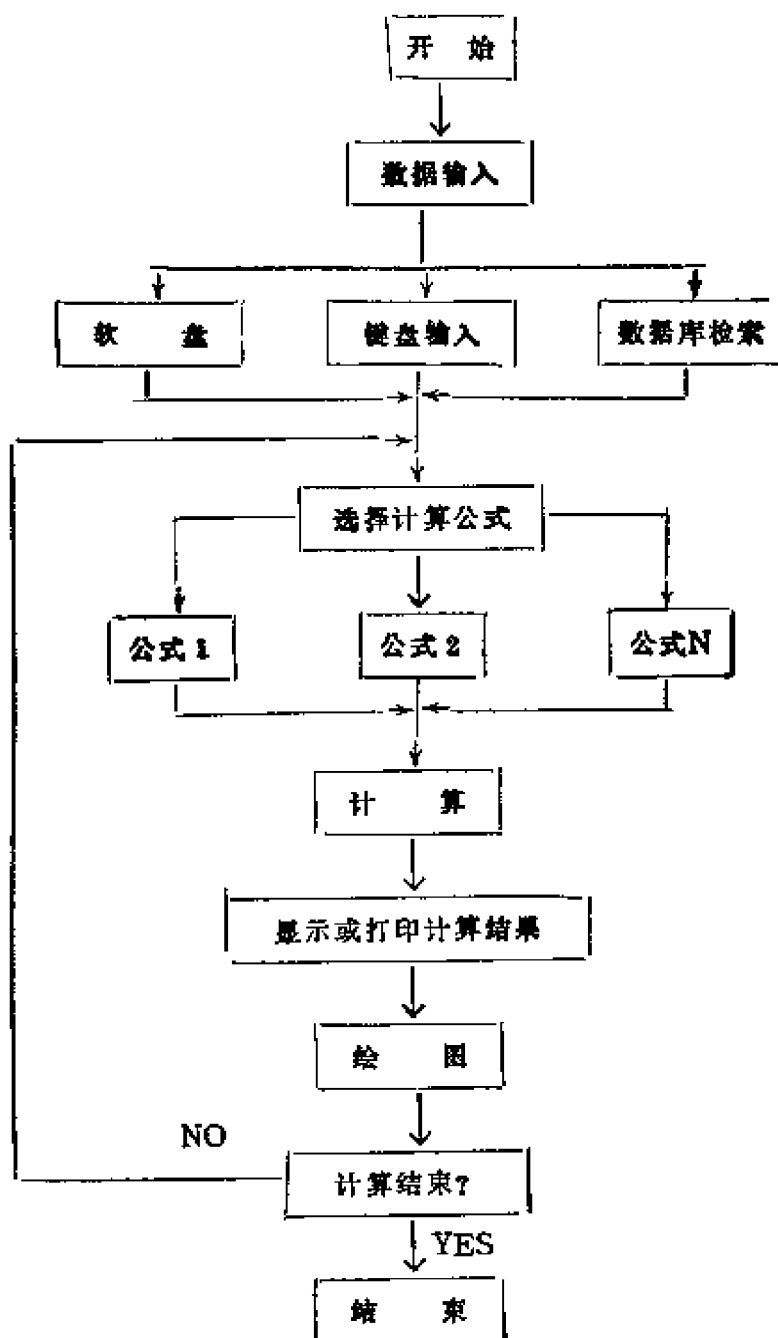 开 始
数据输入
软 盘
键盘输入
数据库检索
选择计算公式
公式1
公式2
公式N
计 算
显示或打印计算结果
绘 图
NO
计算结束?
YES
结 束